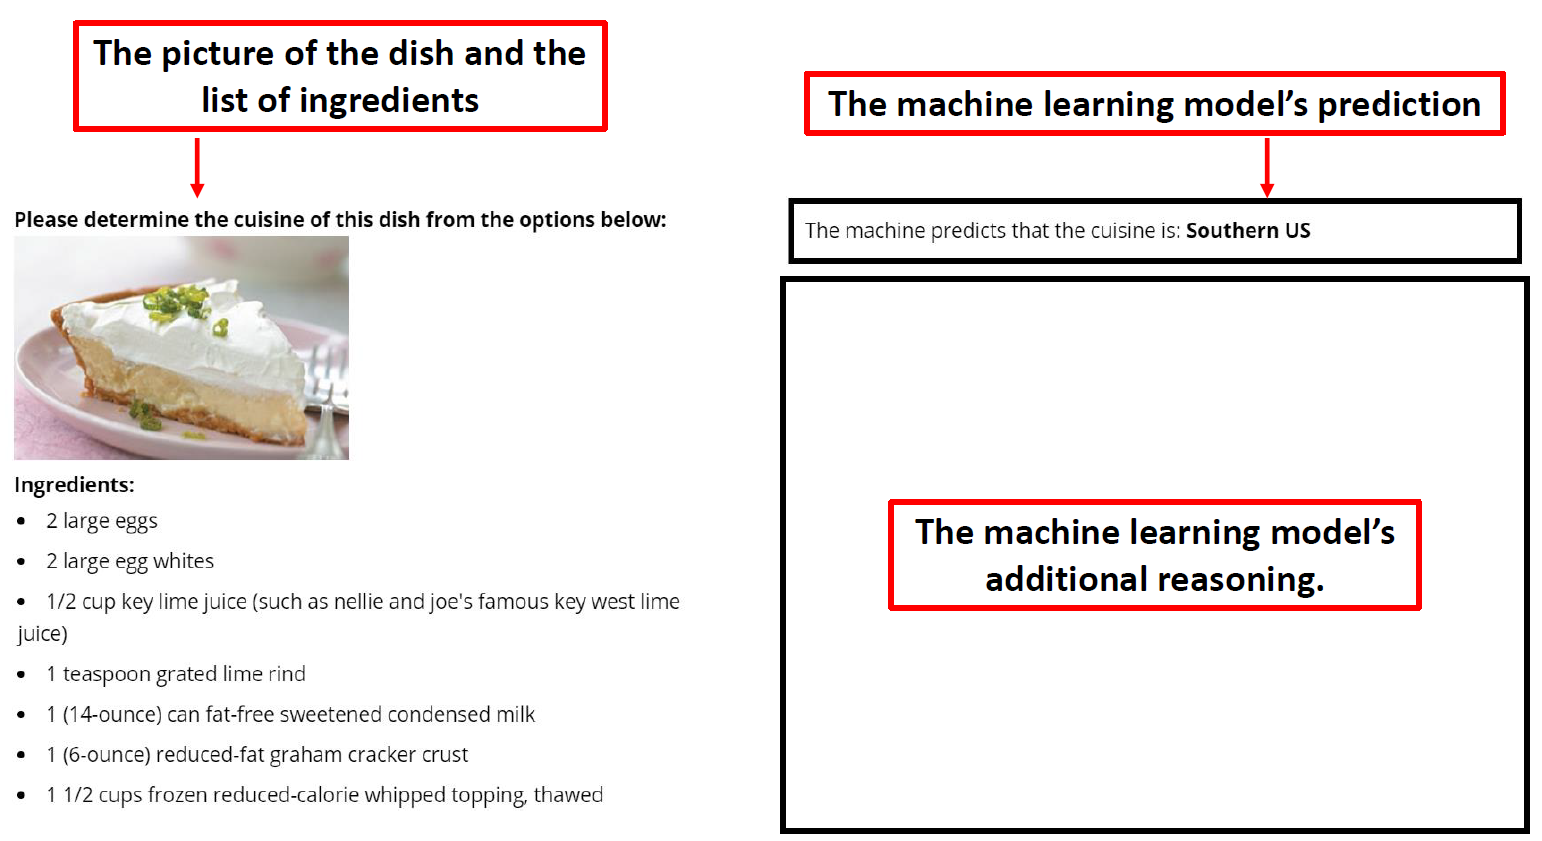 The picture of the dish and the
list of ingredients
Please determine the cuisine of this dish from the options below:
Ingredients:
• 2 large eggs
• 2 large egg whites
• 1/2 cup key lime juice (such as nellie and joe's famous key west lime
juice)
• 1 teaspoon grated lime rind
• 1 (14-ounce) can fat-free sweetened condensed milk
• 1 (6-ounce) reduced-fat graham cracker crust
• 1 1/2 cups frozen reduced-calorie whipped topping, thawed
The machine learning model’s prediction
The machine predicts that the cuisine is: Southern US
The machine learning model’s
additional reasoning.